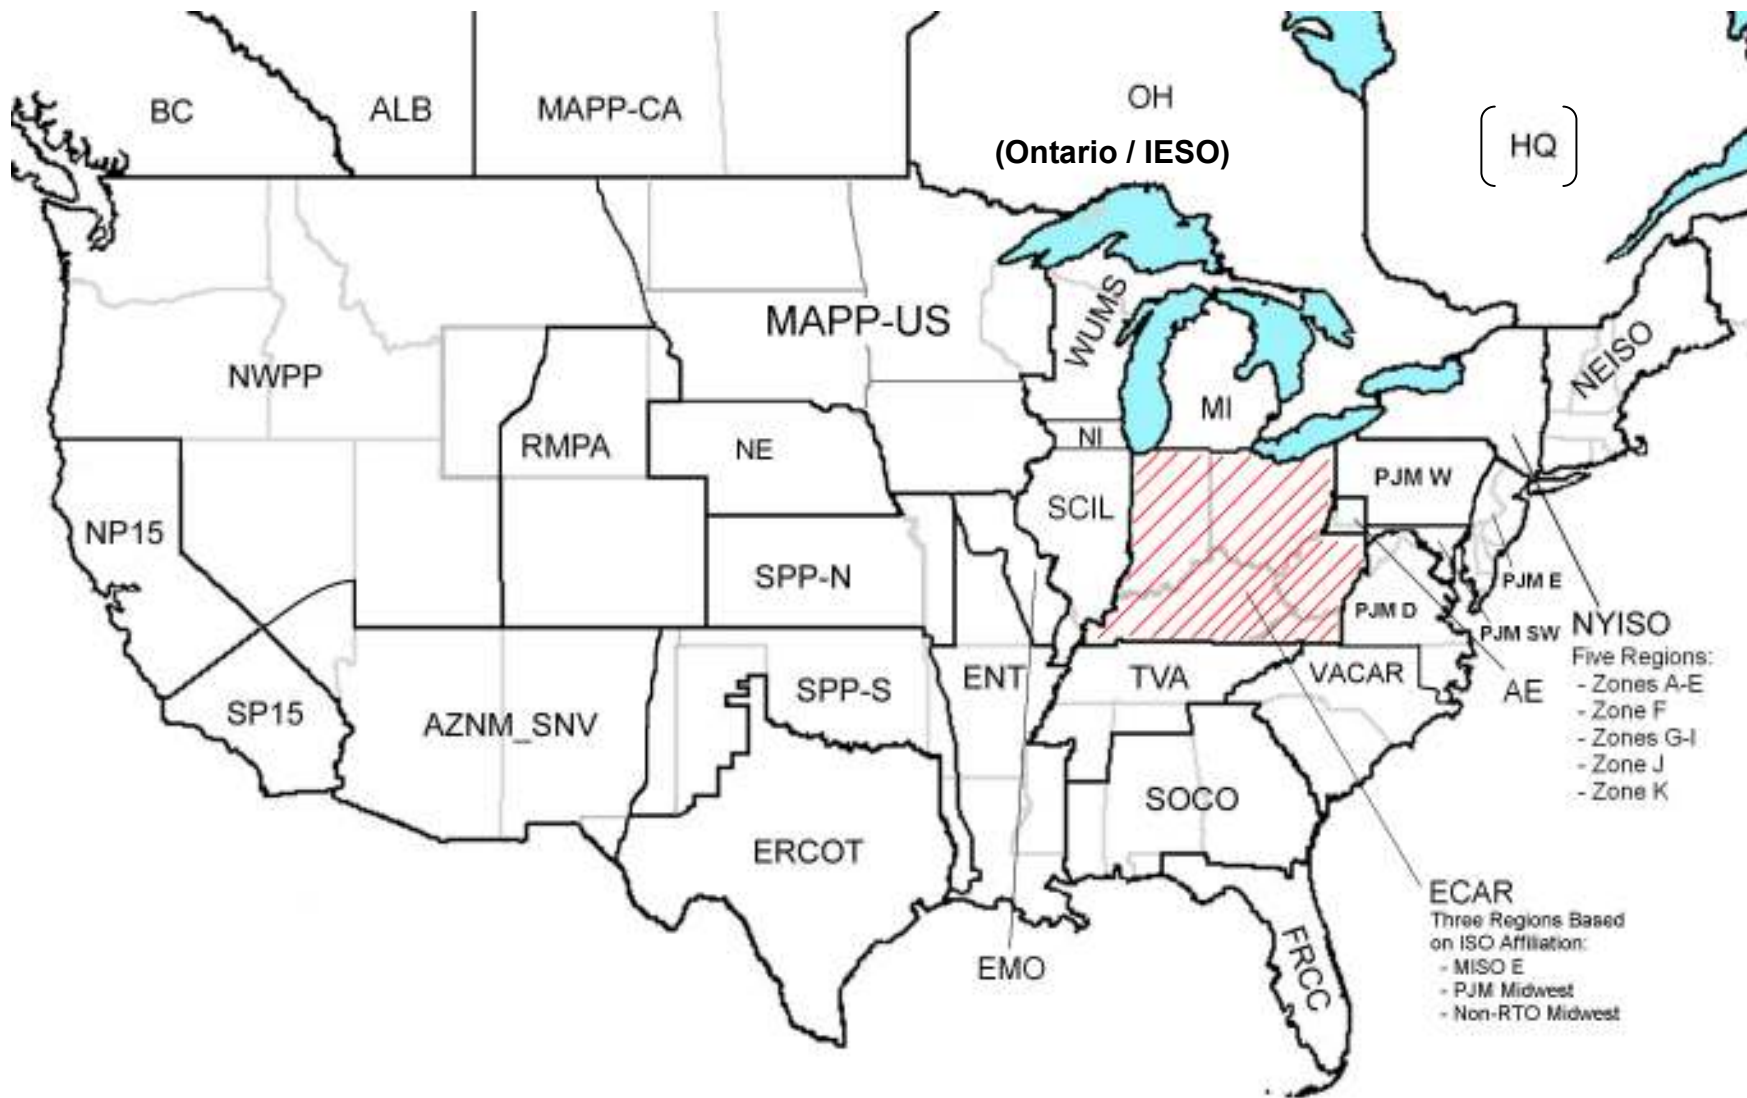 BC
ALB
MAPP-CA
OH
(Ontario / IESO)
HQ
MAPP-US
WUMS
NEISO
NWPP
MI
RMPA
NE
NI
PJM W
NP15
SCIL
SPP-N
PJM E
PJM D
PJM SW
NYISO
Five Regions:
- Zones A-E
- Zone F
- Zones G-I
- Zone J
- Zone K
SP15
AZNM_SNV
SPP-S
ENT
TVA
VACAR
AE
SOCO
ERCOT
ECAR
Three Regions Based
on ISO Affiliation:
- MISO E
- PJM Midwest
- Non-RTO Midwest
EMO
FRCC